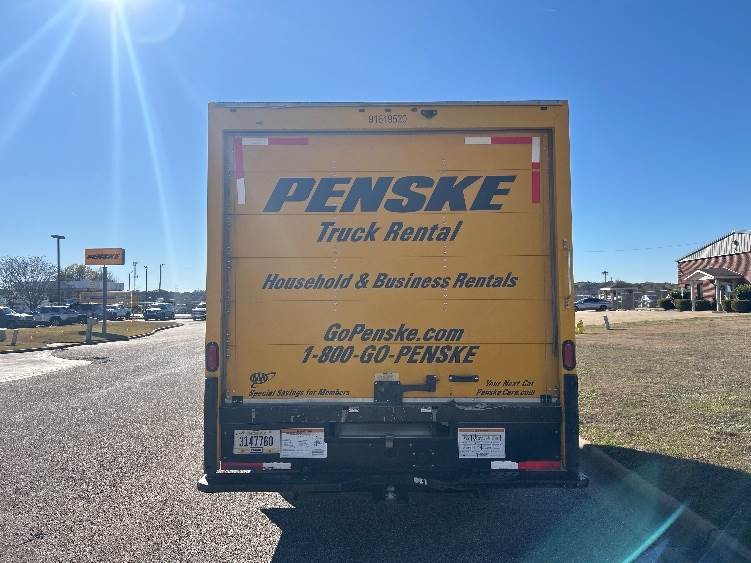 91619520
PENSKE
Truck Rental
Household & Business Rentals
GoPenske.com
1-800-GO-PENSKE
AAA
Special Savings for Members
Your Next Car
PenskeCars.com
3147760
PENSKE